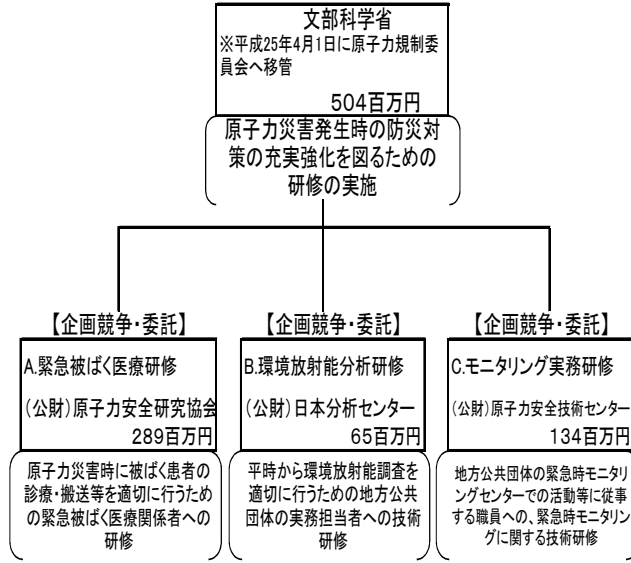 文部科学省
※平成25年4月1日に原子力規制委
員会へ移管
504百万円
原子力災害発生時の防災対
策の充実強化を図るための
研修の実施
【企画競争・委託】
A.緊急被ばく医療研修
(公財)原子力安全研究協会
289百万円
原子力災害時に被ばく患者の
診療・搬送等を適切に行うため
の緊急被ばく医療関係者への
研修
【企画競争・委託】
B.環境放射能分析研修
(公財)日本分析センター
65百万円
平時から環境放射能調査を
適切に行うための地方公共
団体の実務担当者への技術
研修
【企画競争・委託】
C.モニタリング実務研修
(公財)原子力安全技術センター
134百万円
地方公共団体の緊急時モニタリ
ングセンターでの活動等に従事
する職員への、緊急時モニタリン
グに関する技術研修